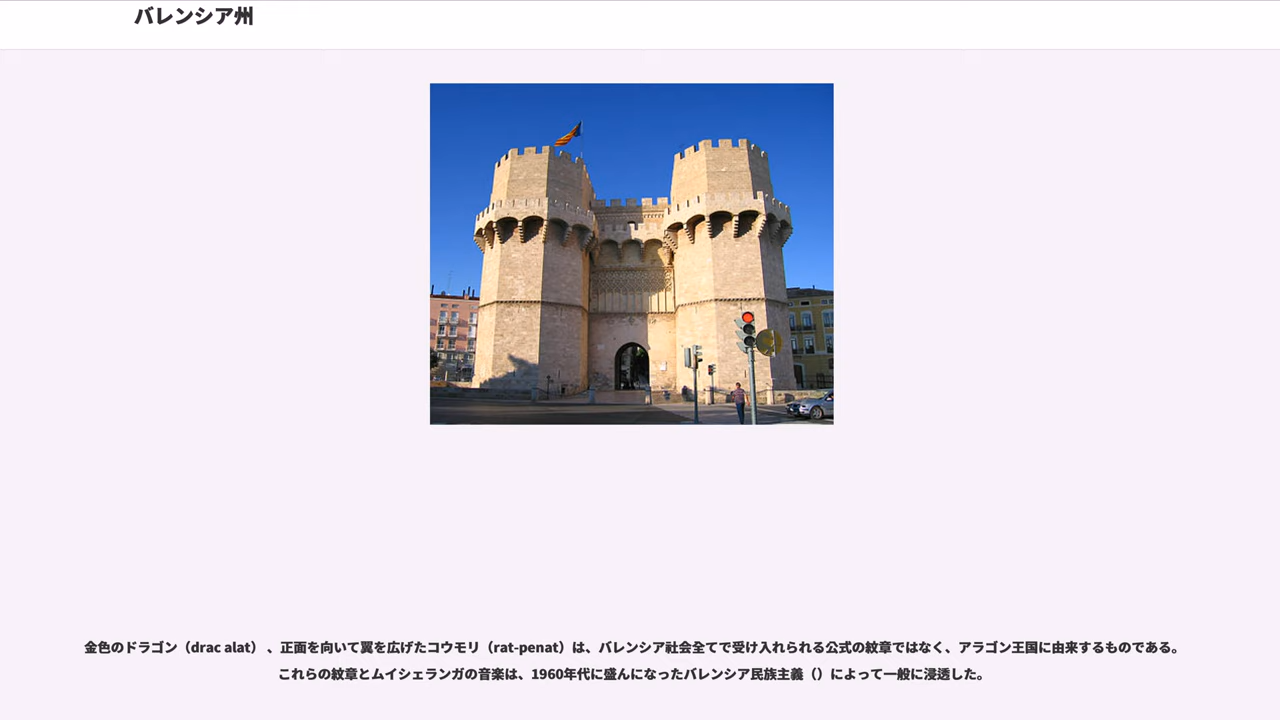 バレンシア州
金色のドラゴン（drac alat） 、正面を向いて翼を広げたコウモリ（rat-penat）は、バレンシア社会全てで受け入れられる公式の紋章ではなく、アラゴン王国に由来するものである。
これらの紋章とムイシェランガの音楽は、1960年代に盛んになったバレンシア民族主義（）によって一般に浸透した。